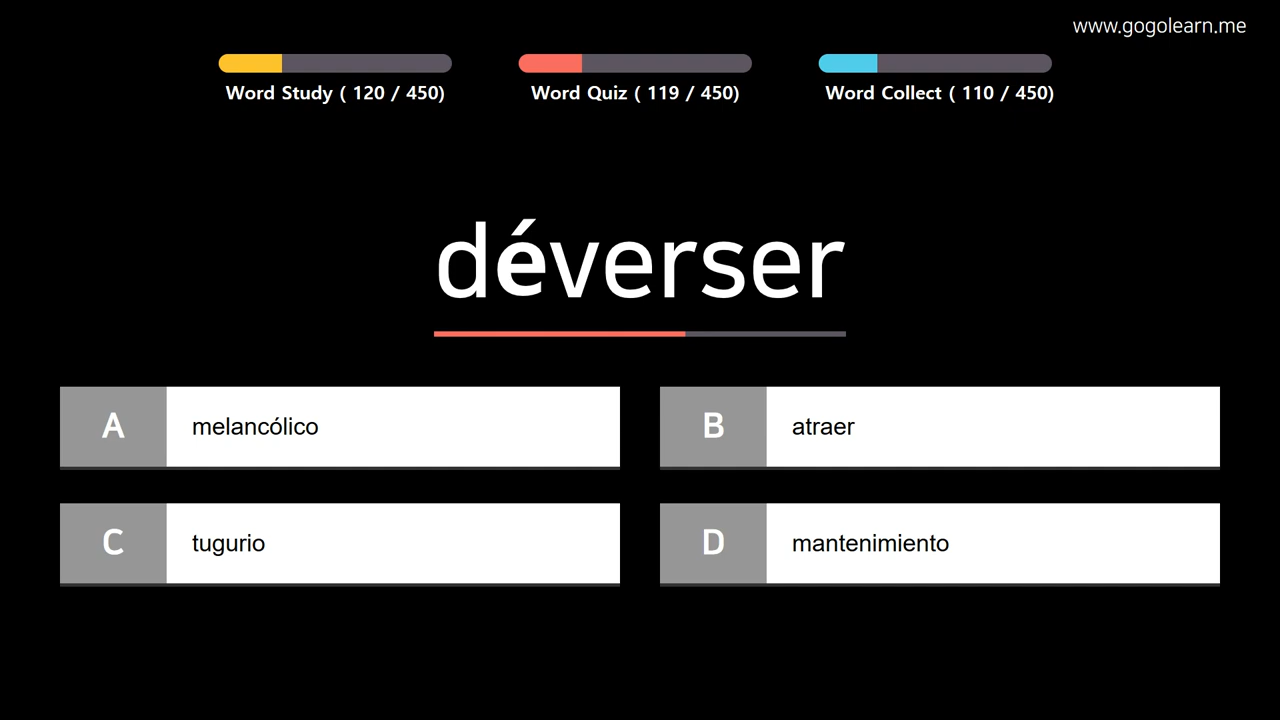 www.gogolearn.me
Word Study ( 120 / 450)
Word Quiz ( 119 / 450)
Word Collect ( 110 / 450)
déverser
A melancólico
B atraer
C tugurio
D mantenimiento